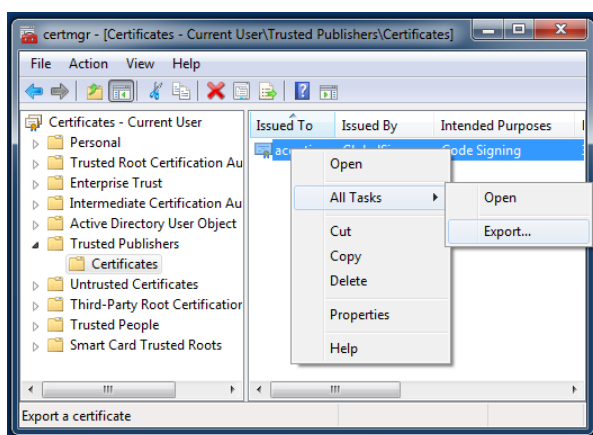 certmgr - [Certificates - Current User\Trusted Publishers\Certificates]
File Action View Help
Certificates - Current User
Personal
Trusted Root Certification Au
Enterprise Trust
Intermediate Certification Au
Active Directory User Object
Trusted Publishers
Certificates
Untrusted Certificates
Third-Party Root Certification
Trusted People
Smart Card Trusted Roots
Issued To Issued By Intended Purposes
Code Signing
Open
All Tasks
Cut
Copy
Delete
Properties
Help
Open
Export...
Export a certificate